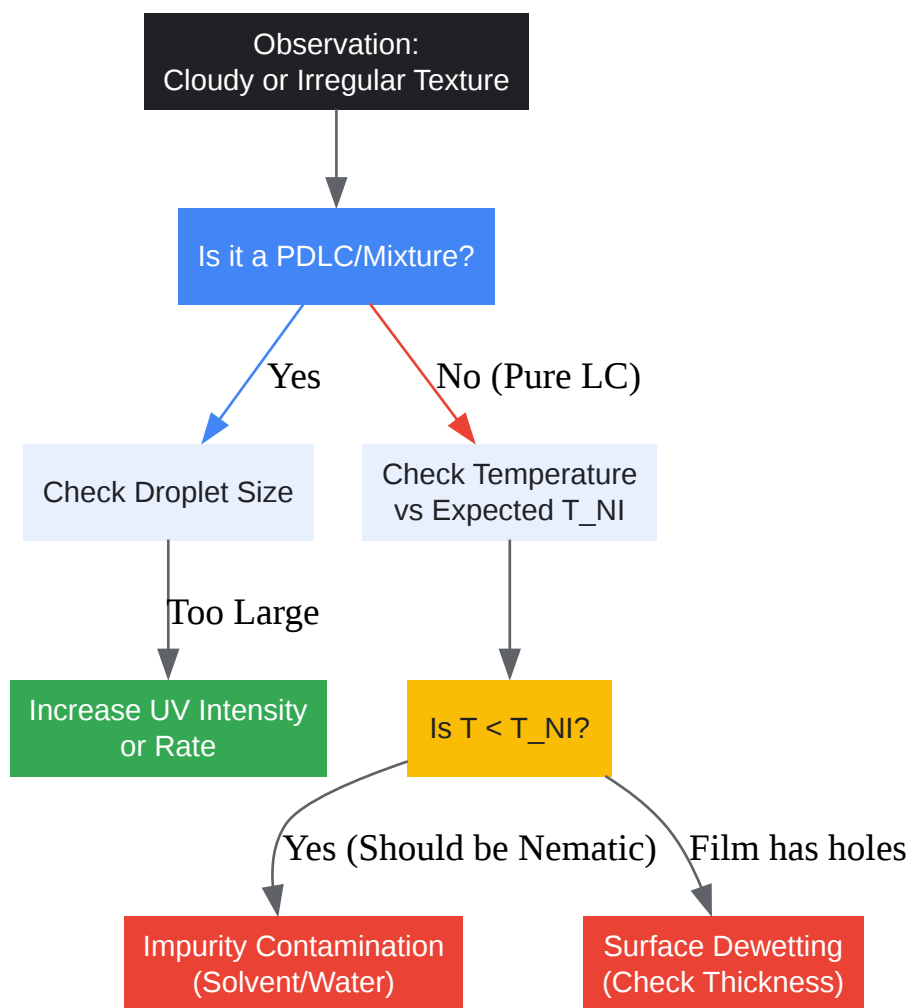 Observation:
Cloudy or Irregular Texture
Is it a PDLC/Mixture?
Yes
No (Pure LC)
Check Droplet Size
Check Temperature
vs Expected T_NI
Too Large
Increase UV Intensity
or Rate
Is T < T_NI?
Yes (Should be Nematic)
Film has holes
Impurity Contamination
(Solvent/Water)
Surface Dewetting
(Check Thickness)